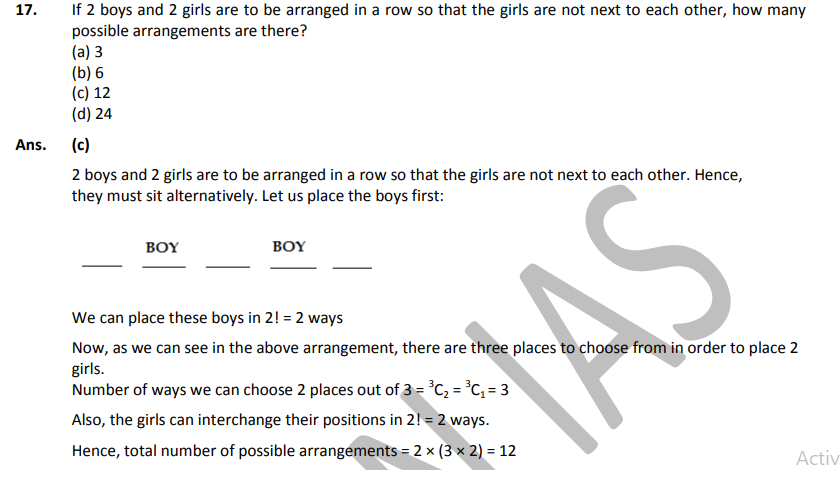 17. If 2 boys and 2 girls are to be arranged in a row so that the girls are not next to each other, how many
possible arrangements are there?
(a) 3
(b) 6
(c) 12
(d) 24
Ans. (c)
2 boys and 2 girls are to be arranged in a row so that the girls are not next to each other. Hence,
they must sit alternatively. Let us place the boys first:
BOY BOY
We can place these boys in 2! = 2 ways
Now, as we can see in the above arrangement, there are three places to choose from in order to place 2
girls.
Number of ways we can choose 2 places out of 3 = ³C₂ = ³C₁ = 3
Also, the girls can interchange their positions in 2! = 2 ways.
Hence, total number of possible arrangements = 2 × (3 × 2) = 12
IAS
Activ